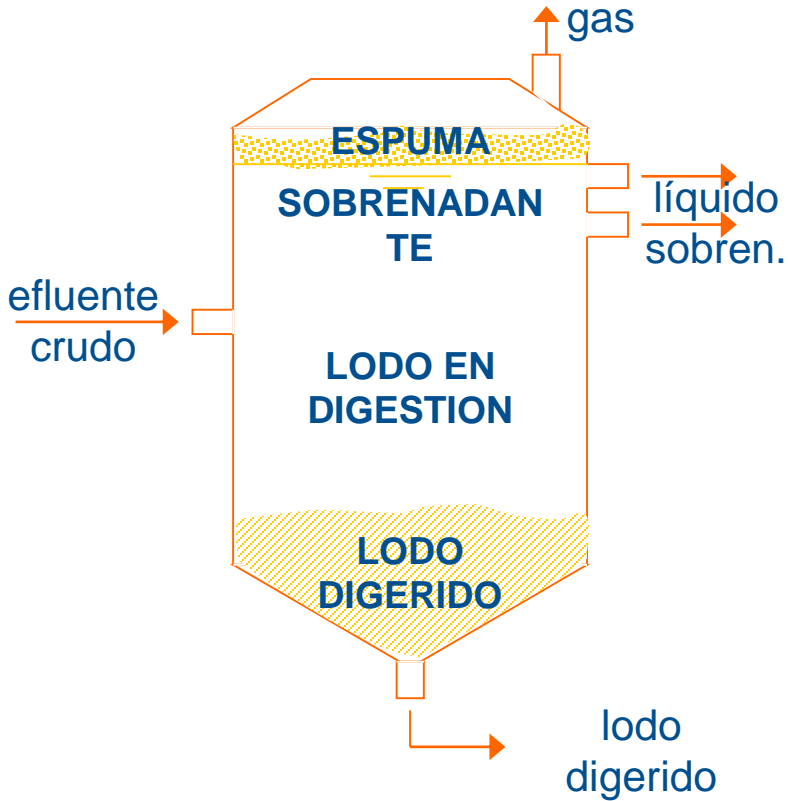 gas
ESPUMA
SOBRENADAN
TE
líquido
sobren.
efluente
crudo
LODO EN
DIGESTION
LODO
DIGERIDO
lodo
digerido